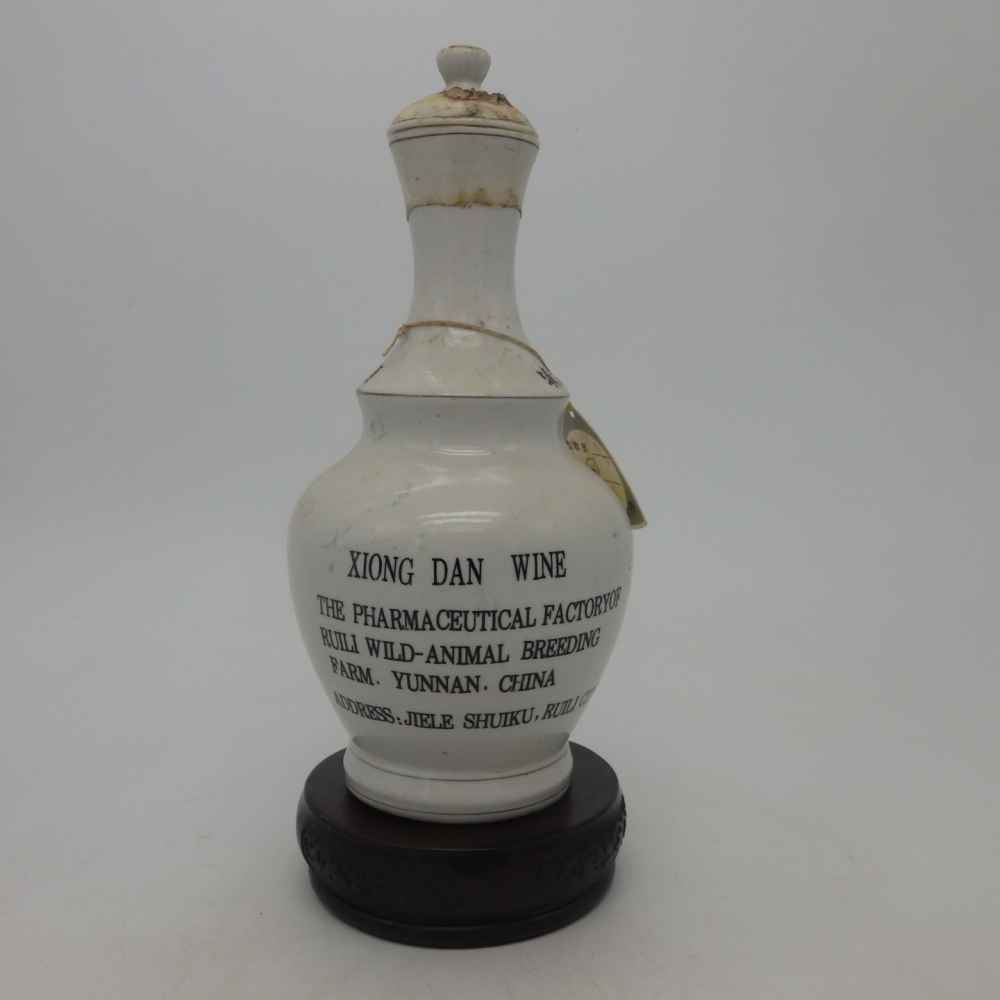 XIONG DAN WINE
THE PHARMACEUTICAL FACTORYOF
RUILI WILD-ANIMAL BREEDING
FARM. YUNNAN. CHINA
ADDRESS:JIELE SHUIKU, RUILI